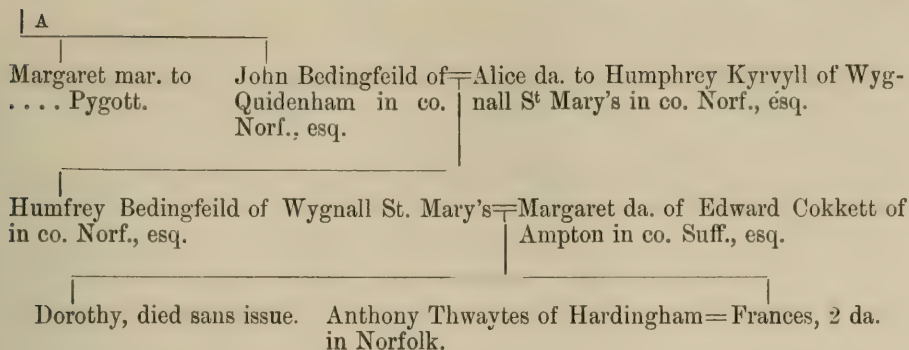 A
Margaret mar. to
. . . . Pygott.
John Bedingfeild of
Quidenham in co.
Norf., esq.
Alice da. to Humphrey Kyrvyll of Wyg-
nall St Mary's in co. Norf., esq.
Humfrey Bedingfeild of Wygnall St. Mary's
in co. Norf., esq.
Margaret da. of Edward Cokkett of
Ampton in co. Suff., esq.
Dorothy, died sans issue.
Anthony Thwaytes of Hardingham
in Norfolk.
Frances, 2 da.